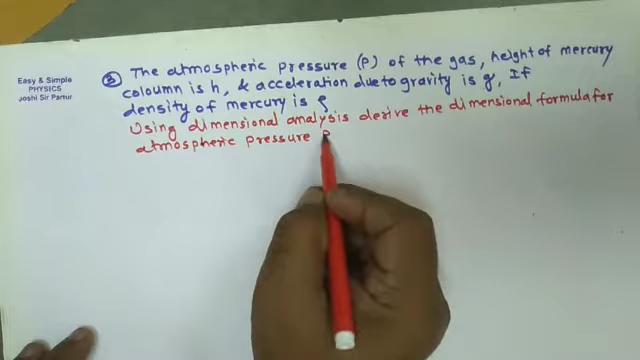 Easy & Simple
PHYSICS
Joshi Sir Partur
③ The atmospheric pressure (P) of the gas, height of mercury
coloumn is h, & acceleration due to gravity is g, If
density of mercury is ρ
Using dimensional analysis derive the dimensional formula for
atmospheric pressure P